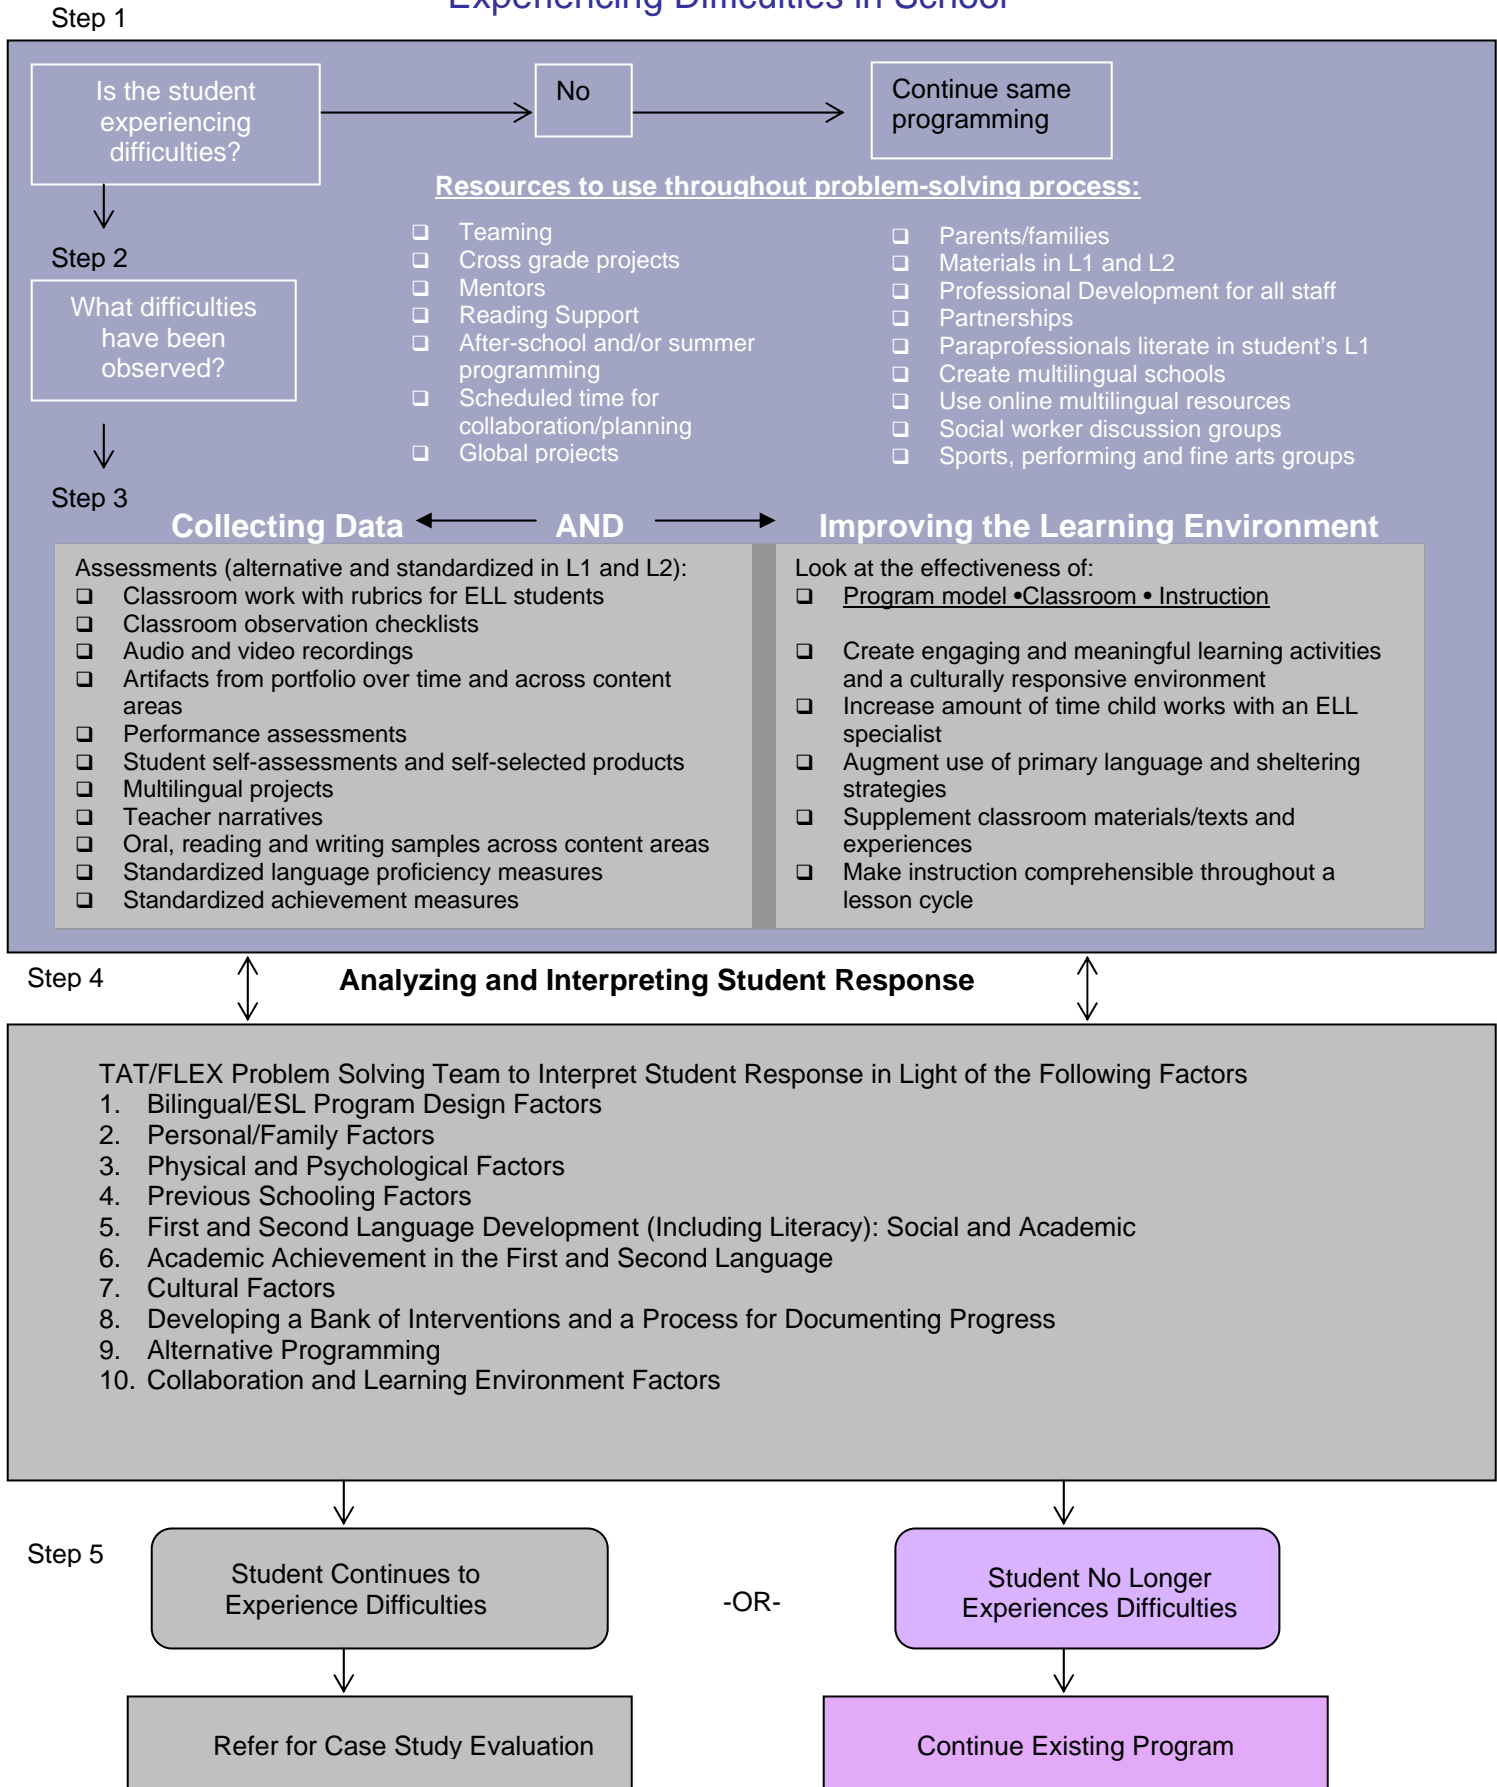 Experiencing Difficulties in School
Step 1
Is the student
experiencing
difficulties?
No
Continue same
programming
Resources to use throughout problem-solving process:
❑ Teaming
❑ Cross grade projects
❑ Mentors
❑ Reading Support
❑ After-school and/or summer
programming
❑ Scheduled time for
collaboration/planning
❑ Global projects
❑ Parents/families
❑ Materials in L1 and L2
❑ Professional Development for all staff
❑ Partnerships
❑ Paraprofessionals literate in student's L1
❑ Create multilingual schools
❑ Use online multilingual resources
❑ Social worker discussion groups
❑ Sports, performing and fine arts groups
Step 2
What difficulties
have been
observed?
Step 3
Collecting Data AND Improving the Learning Environment
Assessments (alternative and standardized in L1 and L2):
❑ Classroom work with rubrics for ELL students
❑ Classroom observation checklists
❑ Audio and video recordings
❑ Artifacts from portfolio over time and across content
areas
❑ Performance assessments
❑ Student self-assessments and self-selected products
❑ Multilingual projects
❑ Teacher narratives
❑ Oral, reading and writing samples across content areas
❑ Standardized language proficiency measures
❑ Standardized achievement measures
Look at the effectiveness of:
❑ Program model •Classroom • Instruction
❑ Create engaging and meaningful learning activities
and a culturally responsive environment
❑ Increase amount of time child works with an ELL
specialist
❑ Augment use of primary language and sheltering
strategies
❑ Supplement classroom materials/texts and
experiences
❑ Make instruction comprehensible throughout a
lesson cycle
Step 4
Analyzing and Interpreting Student Response
TAT/FLEX Problem Solving Team to Interpret Student Response in Light of the Following Factors
1. Bilingual/ESL Program Design Factors
2. Personal/Family Factors
3. Physical and Psychological Factors
4. Previous Schooling Factors
5. First and Second Language Development (Including Literacy): Social and Academic
6. Academic Achievement in the First and Second Language
7. Cultural Factors
8. Developing a Bank of Interventions and a Process for Documenting Progress
9. Alternative Programming
10. Collaboration and Learning Environment Factors
Step 5
Student Continues to
Experience Difficulties
-OR-
Student No Longer
Experiences Difficulties
Refer for Case Study Evaluation
Continue Existing Program